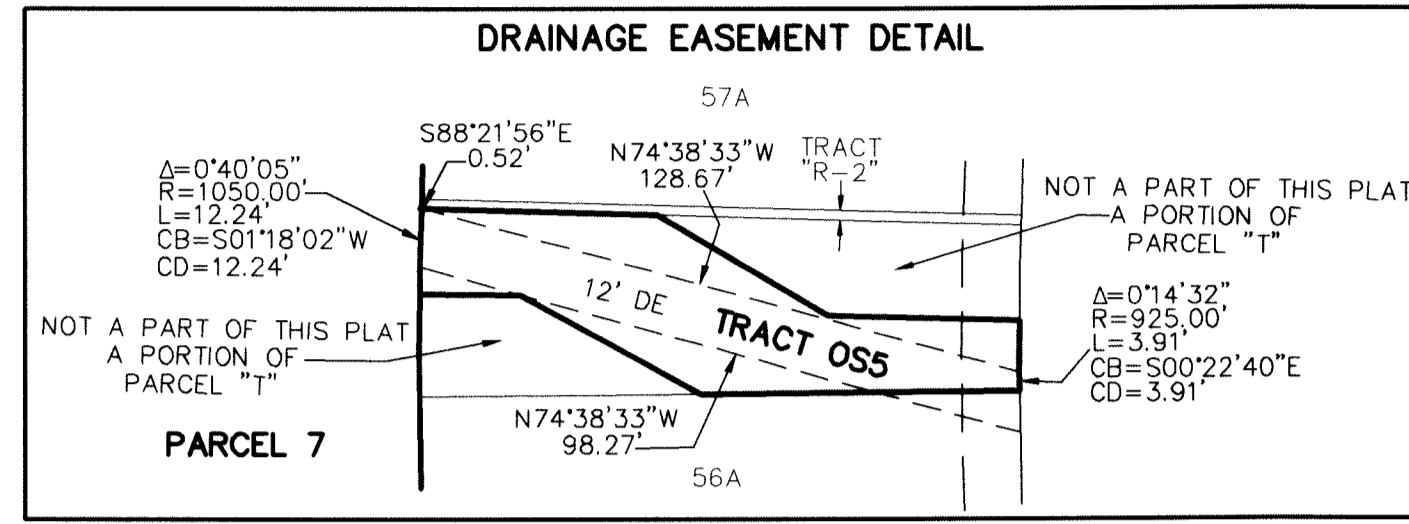 DRAINAGE EASEMENT DETAIL
57A
S88°21'56"E
0.52'
N74°38'33"W
128.67'
TRACT
"R-2"
Δ=0°40'05"
R=1050.00'
L=12.24'
CB=S01°18'02"W
CD=12.24'
NOT A PART OF THIS PLAT
A PORTION OF
PARCEL "T"
12' DE
TRACT OS5
Δ=0°14'32"
R=925.00'
L=3.91'
CB=S00°22'40"E
CD=3.91'
NOT A PART OF THIS PLAT
A PORTION OF
PARCEL "T"
N74°38'33"W
98.27'
PARCEL 7
56A